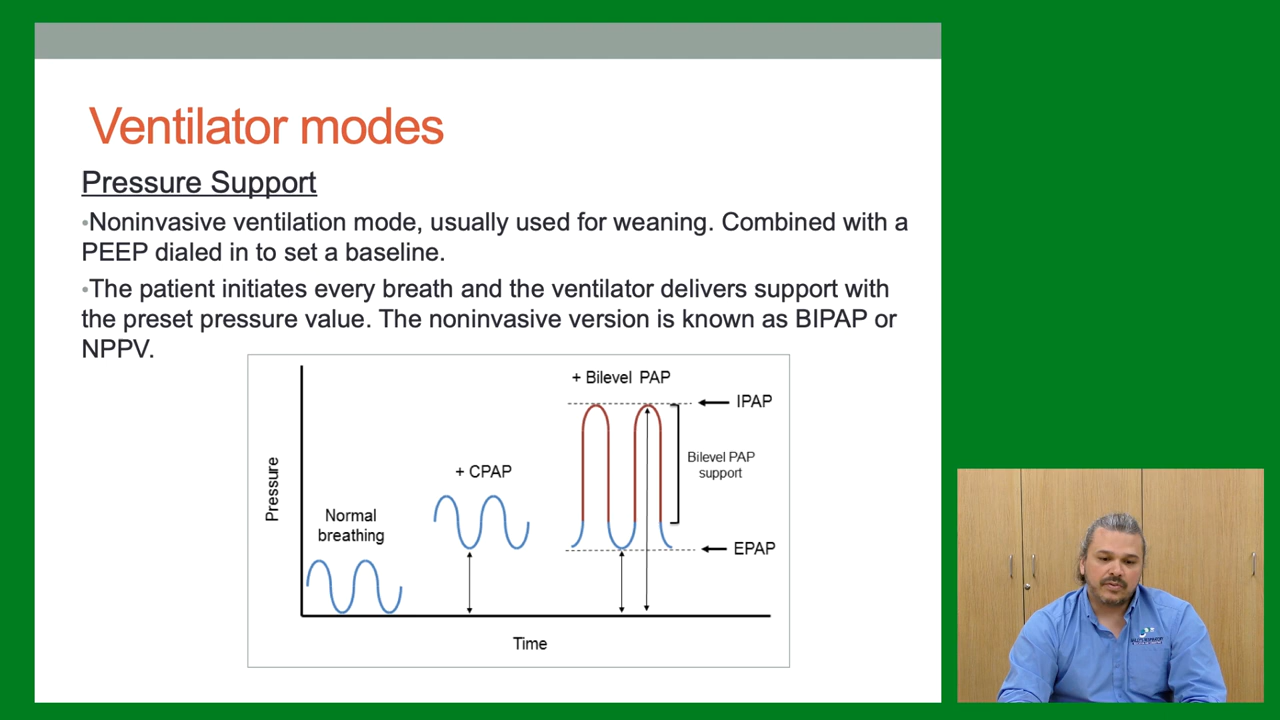 Ventilator modes
Pressure Support
•Noninvasive ventilation mode, usually used for weaning. Combined with a
PEEP dialed in to set a baseline.
•The patient initiates every breath and the ventilator delivers support with
the preset pressure value. The noninvasive version is known as BIPAP or
NPPV.
+ Bilevel PAP
IPAP
+ CPAP
Bilevel PAP
support
Pressure
Normal
breathing
EPAP
Time